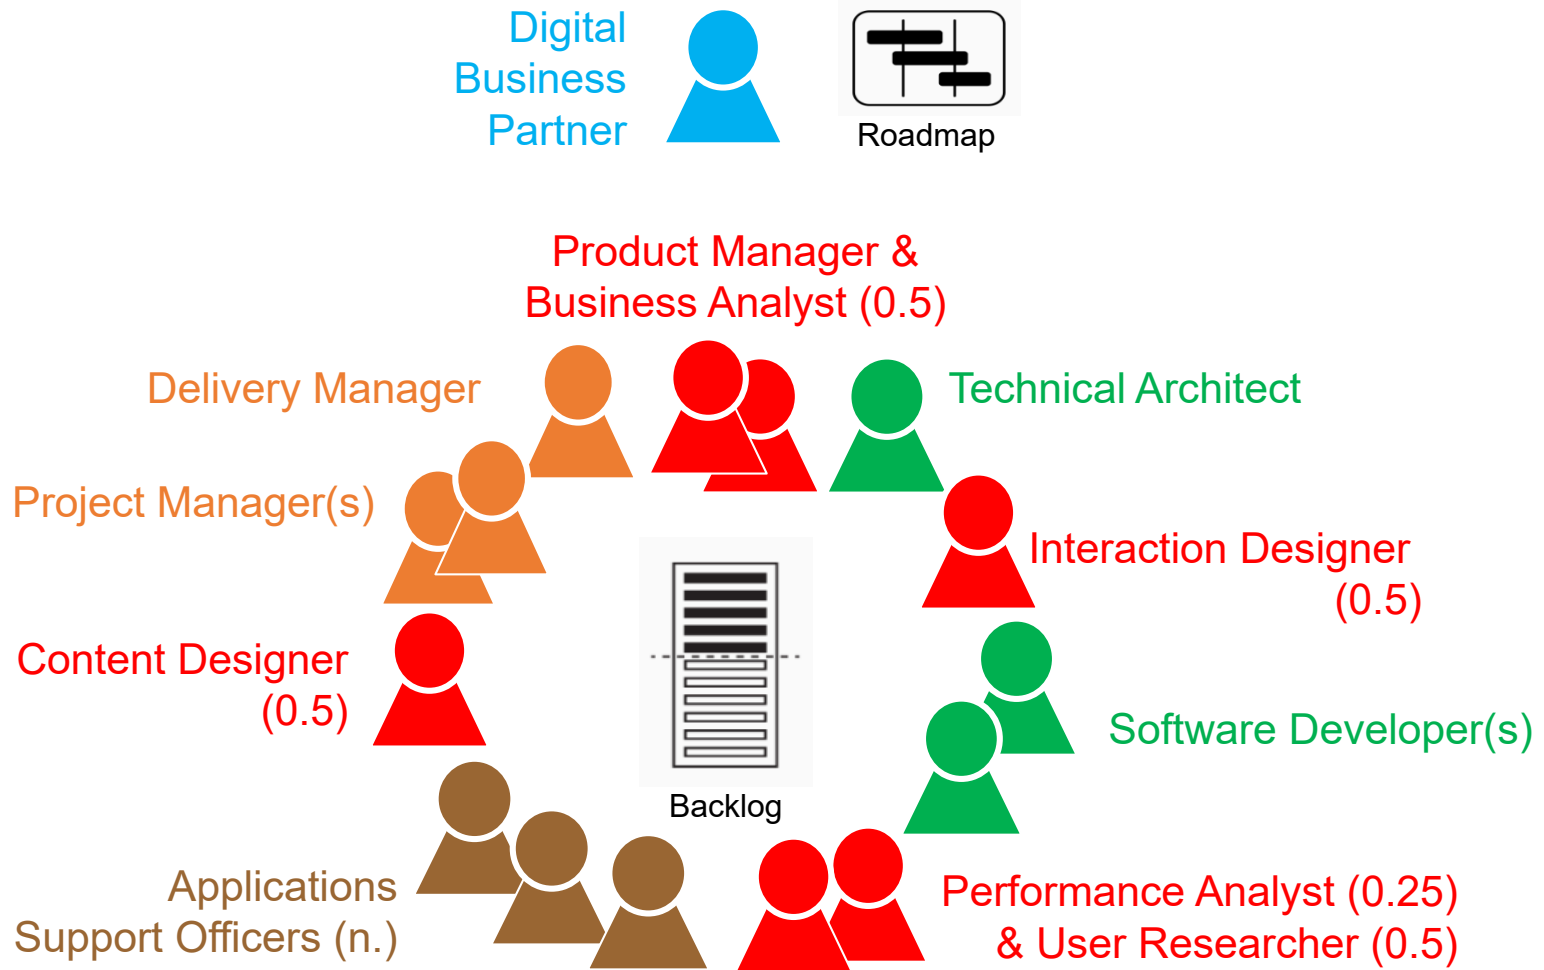 Digital
Business
Partner
Roadmap
Product Manager &
Business Analyst (0.5)
Delivery Manager
Technical Architect
Project Manager(s)
Interaction Designer
(0.5)
Content Designer
(0.5)
Software Developer(s)
Backlog
Applications
Support Officers (n.)
Performance Analyst (0.25)
& User Researcher (0.5)